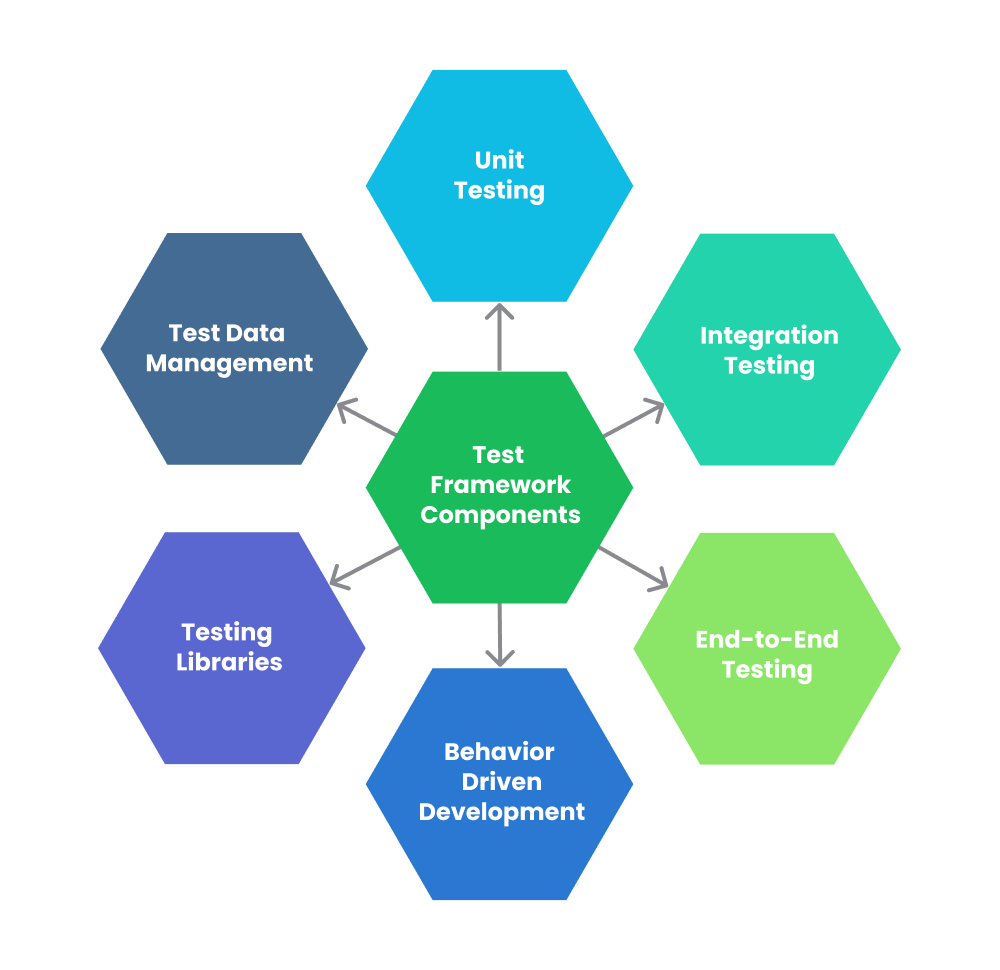 Unit
Testing
Test Data
Management
Integration
Testing
Test
Framework
Components
Testing
Libraries
End-to-End
Testing
Behavior
Driven
Development